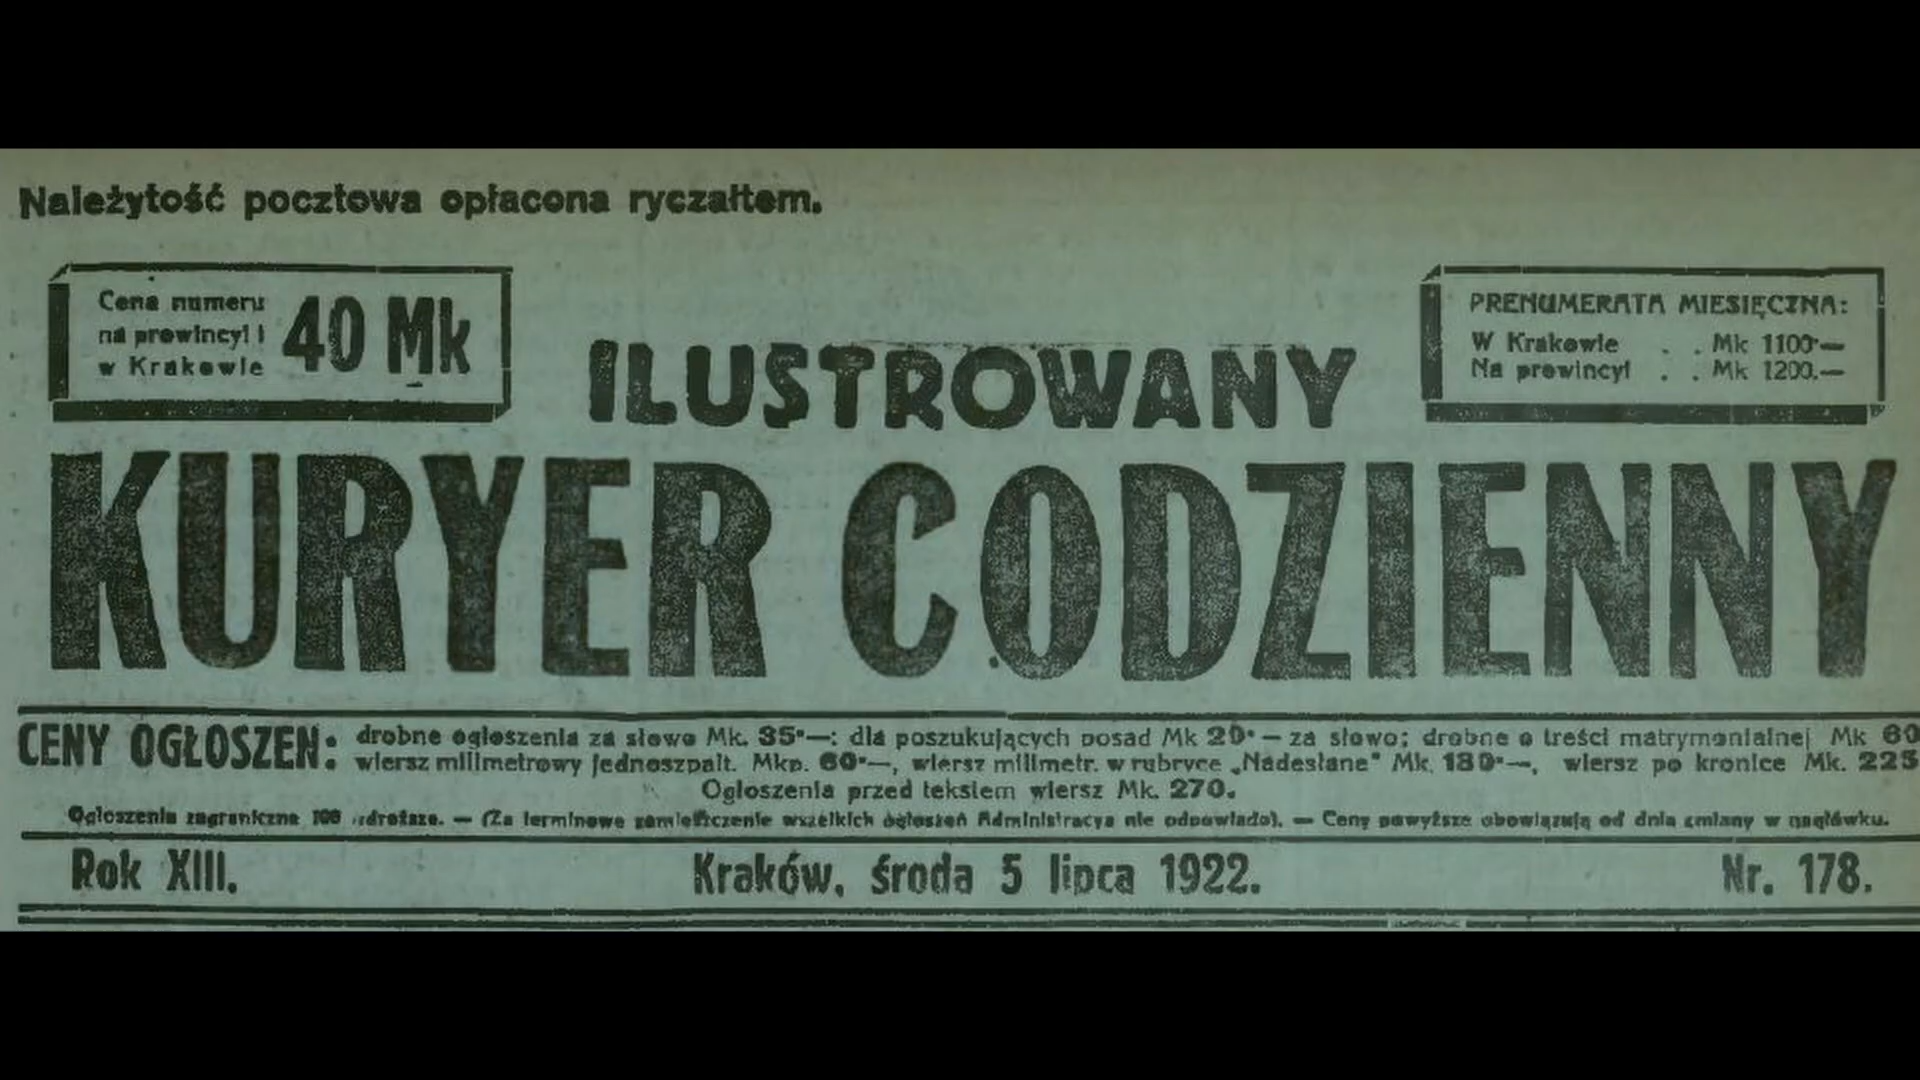 Należytość pocztowa opłacona ryczałtem.
Cena numeru
na prowincyi i
w Krakowie
40 Mk
PRENUMERATA MIESIĘCZNA:
W Krakowie . . Mk 1100·—
Na prowincyi . . Mk 1200.—
ILUSTROWANY
KURYER CODZIENNY
CENY OGŁOSZEŃ:
drobne ogłoszenia za słowo Mk. 35·—: dla poszukujących posad Mk 20·— za słowo; drobne o treści matrymonialnej Mk 60
wiersz milimetrowy jednoszpalt. Mkp. 60·—, wiersz milimetr. w rubryce „Nadesłane" Mk. 180·—, wiersz po kronice Mk. 225
Ogłoszenia przed tekstem wiersz Mk. 270.
Ogłoszenia zagraniczne 100 droższe. — (Za terminowe zamieszczenie wszelkich ogłoszeń Administracya nie odpowiada). — Ceny powyższe obowiązują od dnia zmiany w nagłówku.
Rok XIII.
Kraków, środa 5 lipca 1922.
Nr. 178.